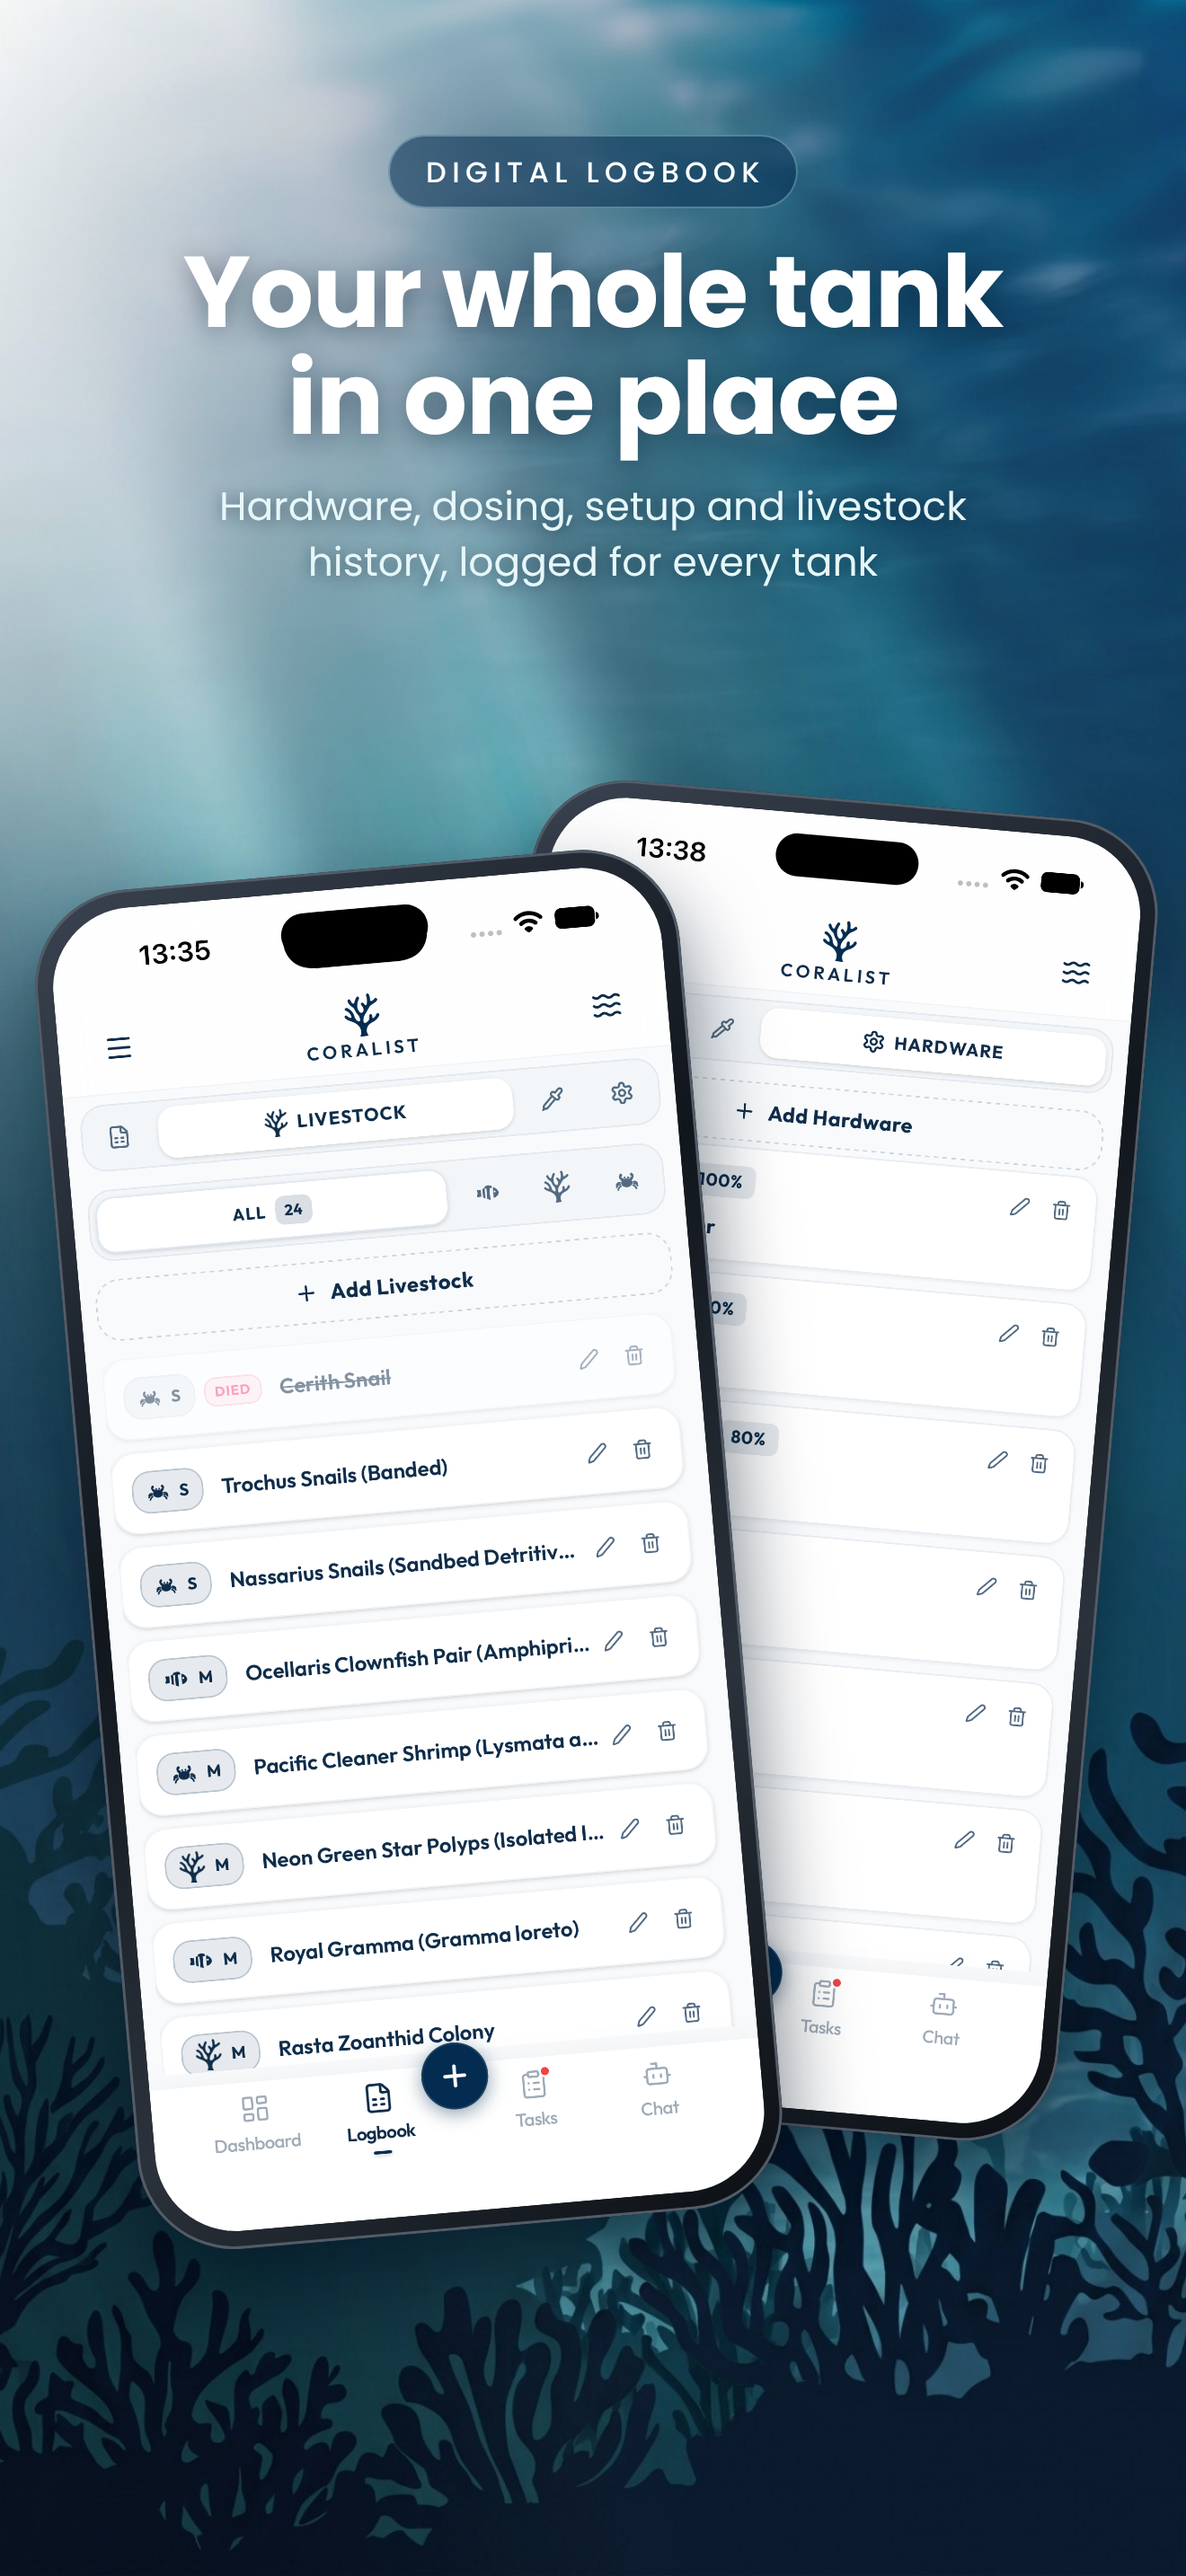 DIGITAL LOGBOOK
Your whole tank
in one place
Hardware, dosing, setup and livestock
history, logged for every tank
13:35
CORALIST
LIVESTOCK
ALL 24
+ Add Livestock
S DIED Cerith Snail
S Trochus Snails (Banded)
S Nassarius Snails (Sandbed Detritiv...
M Ocellaris Clownfish Pair (Amphipri...
M Pacific Cleaner Shrimp (Lysmata a...
M Neon Green Star Polyps (Isolated I...
M Royal Gramma (Gramma loreto)
M Rasta Zoanthid Colony
+
Dashboard
Logbook
Tasks
Chat
13:38
CORALIST
HARDWARE
+ Add Hardware
100%
r
0%
80%
Tasks
Chat